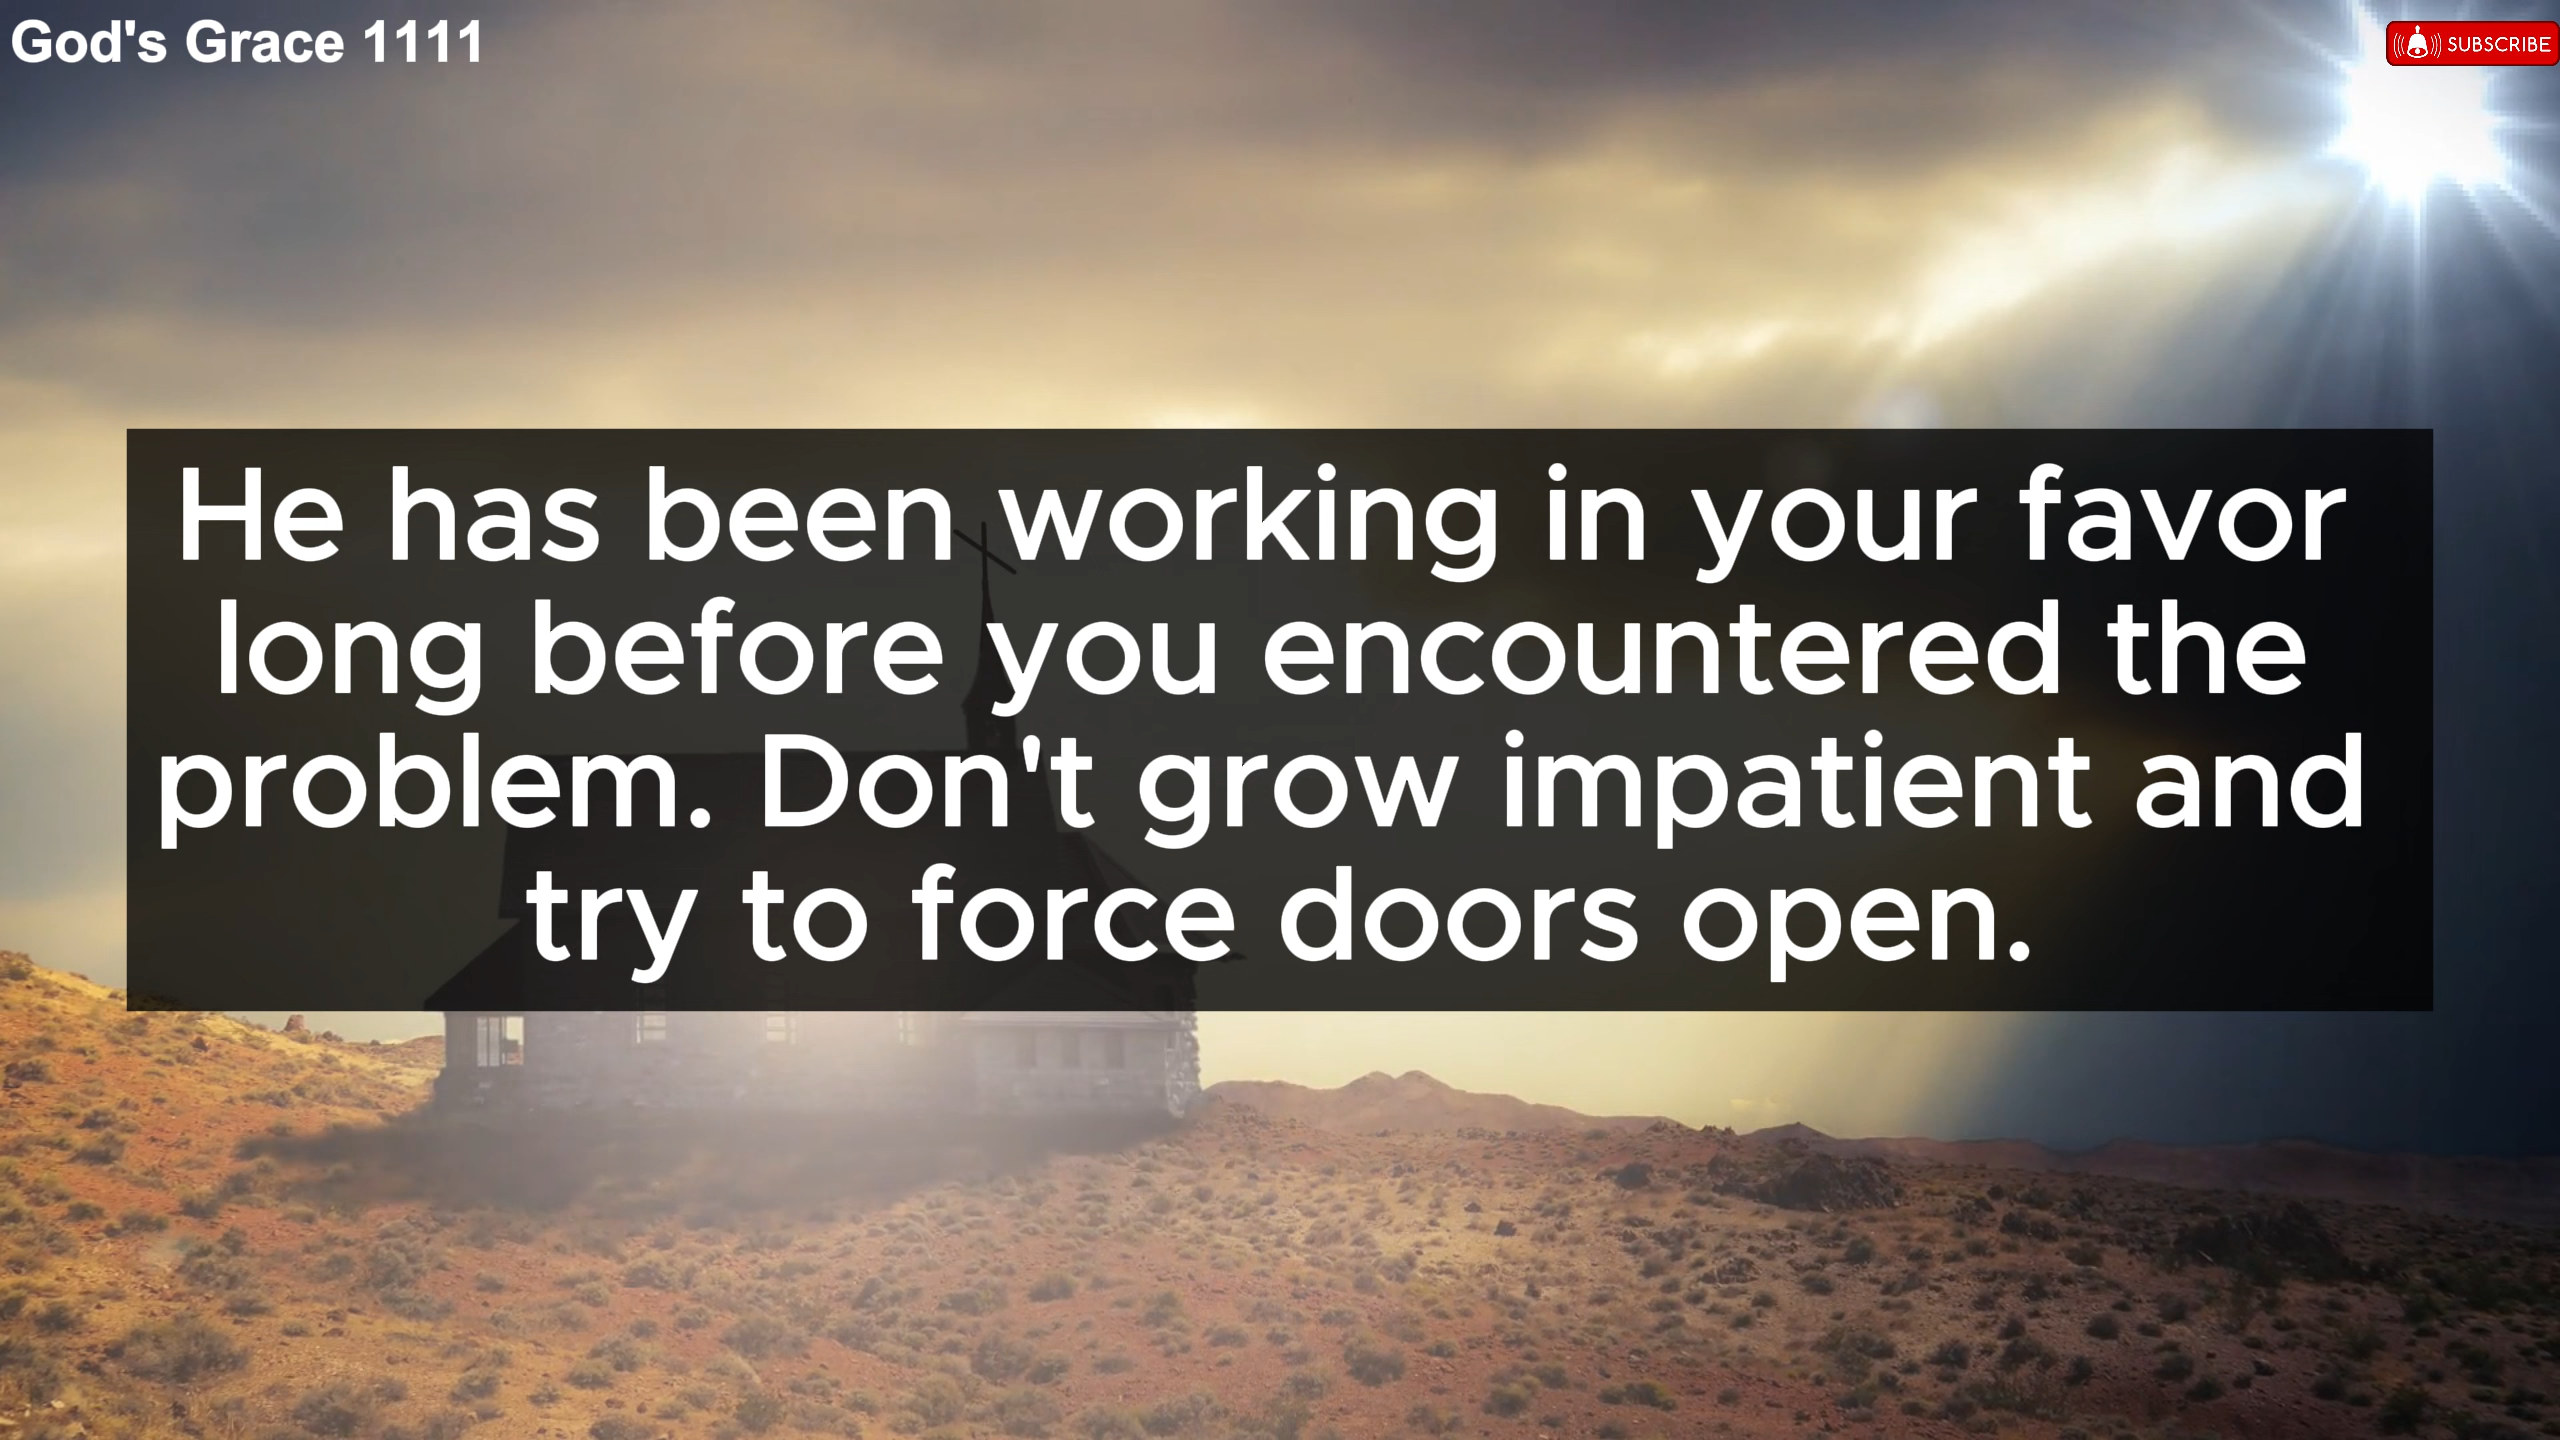 God's Grace 1111
SUBSCRIBE
He has been working in your favor
long before you encountered the
problem. Don't grow impatient and
try to force doors open.